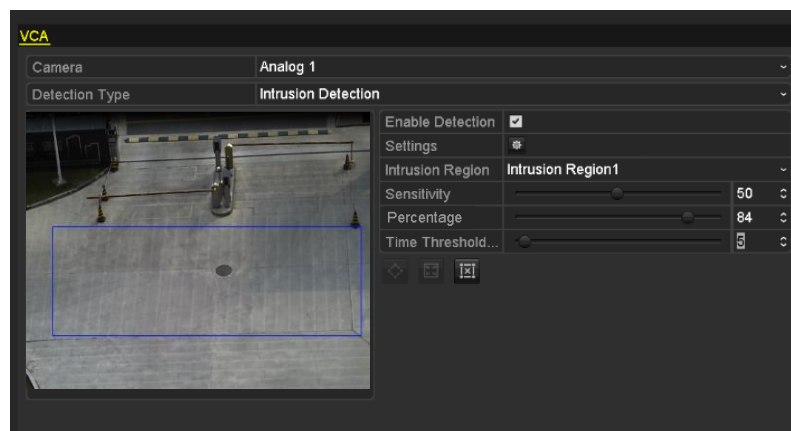 VCA
Camera Analog 1
Detection Type Intrusion Detection
Enable Detection
Settings
Intrusion Region Intrusion Region1
Sensitivity 50
Percentage 84
Time Threshold... 5